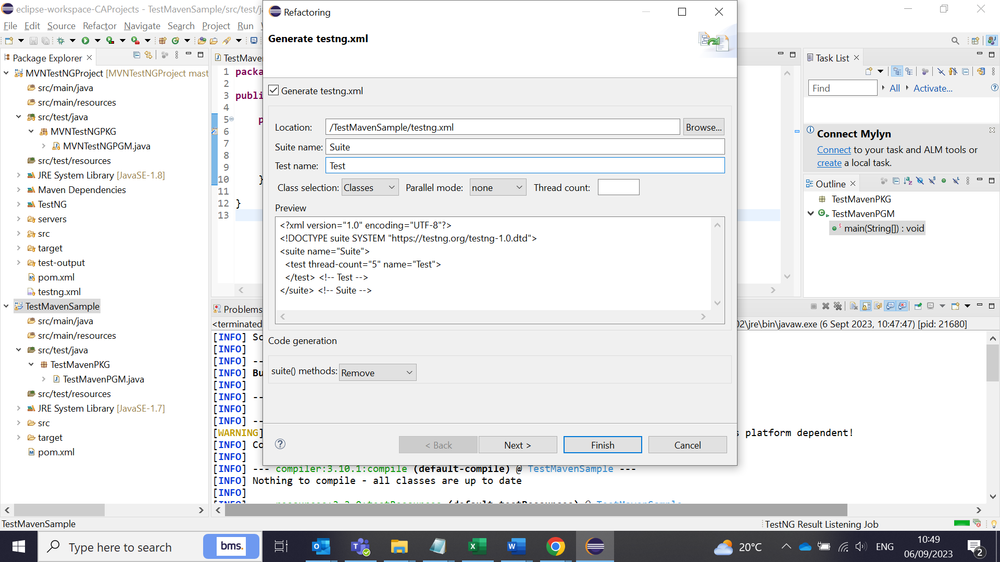 eclipse-workspace-CAProjects - TestMavenSample/src/test/j
File Edit Source Refactor Navigate Search Project Run
Package Explorer
MVNTestNGProject [MVNTestNGProject mast
src/main/java
src/main/resources
src/test/java
MVNTestNGPKG
MVNTestNGPGM.java
src/test/resources
JRE System Library [JavaSE-1.8]
Maven Dependencies
TestNG
servers
src
target
test-output
pom.xml
testng.xml
TestMavenSample
src/main/java
src/main/resources
src/test/java
TestMavenPKG
TestMavenPGM.java
src/test/resources
JRE System Library [JavaSE-1.7]
src
target
pom.xml
TestMaven
1 packa
2
3 publi
4
5 p
6
7
8
9
10 }
11
12 }
13
Refactoring
Generate testng.xml
Generate testng.xml
Location: /TestMavenSample/testng.xml Browse...
Suite name: Suite
Test name: Test
Class selection: Classes Parallel mode: none Thread count:
Preview
<?xml version="1.0" encoding="UTF-8"?>
<!DOCTYPE suite SYSTEM "https://testng.org/testng-1.0.dtd">
<suite name="Suite">
<test thread-count="5" name="Test">
</test> <!-- Test -->
</suite> <!-- Suite -->
Code generation
suite() methods: Remove
< Back Next > Finish Cancel
Task List
Find All Activate...
Connect Mylyn
Connect to your task and ALM tools or
create a local task.
Outline
TestMavenPKG
TestMavenPGM
main(String[]) : void
Problems
<terminated 02\jre\bin\javaw.exe (6 Sept 2023, 10:47:47) [pid: 21680]
[INFO] Sc
[INFO]
[INFO] --
[INFO] Bu
[INFO]
[INFO] --
[INFO]
[INFO] --
[WARNING] s platform dependent!
[INFO] Co
[INFO]
[INFO] --- compiler:3.10.1:compile (default-compile) @ TestMavenSample ---
[INFO] Nothing to compile - all classes are up to date
[INFO]
TestMavenSample
TestNG Result Listening Job
Type here to search
bms.
20°C
ENG
10:49
06/09/2023
2